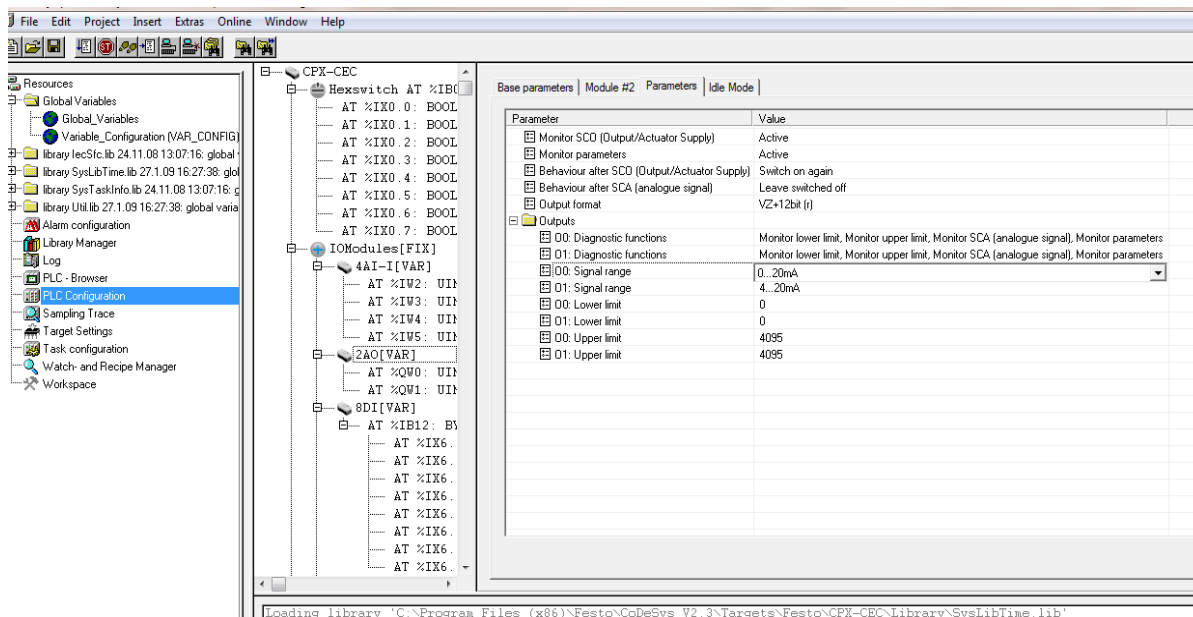 File Edit Project Insert Extras Online Window Help
Resources
Global Variables
Global_Variables
Variable_Configuration (VAR_CONFIG)
library IecSfc.lib 24.11.08 13:07:16: global
library SysLibTime.lib 27.1.09 16:27:38: glo
library SysTaskInfo.lib 24.11.08 13:07:16: g
library Util.lib 27.1.09 16:27:38: global varia
Alarm configuration
Library Manager
Log
PLC - Browser
PLC Configuration
Sampling Trace
Target Settings
Task configuration
Watch- and Recipe Manager
Workspace
CPX-CEC
Hexswitch AT %IB0
AT %IX0.0: BOOL
AT %IX0.1: BOOL
AT %IX0.2: BOOL
AT %IX0.3: BOOL
AT %IX0.4: BOOL
AT %IX0.5: BOOL
AT %IX0.6: BOOL
AT %IX0.7: BOOL
IOModules[FIX]
4AI-I[VAR]
AT %IW2: UIN
AT %IW3: UIN
AT %IW4: UIN
AT %IW5: UIN
2AO[VAR]
AT %QW0: UIN
AT %QW1: UIN
8DI[VAR]
AT %IB12: BY
AT %IX6.
AT %IX6.
AT %IX6.
AT %IX6.
AT %IX6.
AT %IX6.
AT %IX6.
AT %IX6.
Base parameters Module #2 Parameters Idle Mode
Parameter Value
Monitor SCO (Output/Actuator Supply) Active
Monitor parameters Active
Behaviour after SCO (Output/Actuator Supply) Switch on again
Behaviour after SCA (analogue signal) Leave switched off
Output format VZ+12bit (r)
Outputs
O0: Diagnostic functions Monitor lower limit, Monitor upper limit, Monitor SCA (analogue signal), Monitor parameters
O1: Diagnostic functions Monitor lower limit, Monitor upper limit, Monitor SCA (analogue signal), Monitor parameters
O0: Signal range 0...20mA
O1: Signal range 4...20mA
O0: Lower limit 0
O1: Lower limit 0
O0: Upper limit 4095
O1: Upper limit 4095
Loading library 'C:\Program Files (x86)\Festo\CoDeSys V2.3\Targets\Festo\CPX-CEC\Library\SysLibTime.lib'